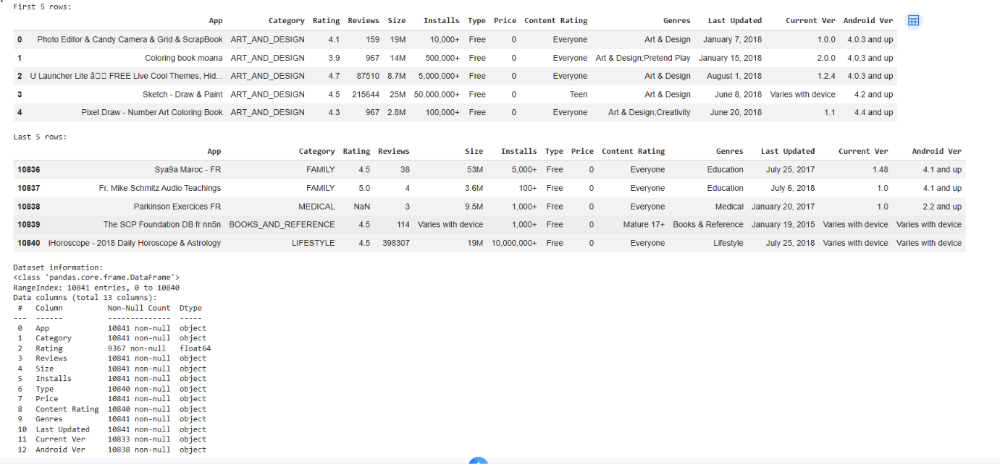 First 5 rows:
App Category Rating Reviews Size Installs Type Price Content Rating Genres Last Updated Current Ver Android Ver
0 Photo Editor & Candy Camera & Grid & ScrapBook ART_AND_DESIGN 4.1 159 19M 10,000+ Free 0 Everyone Art & Design January 7, 2018 1.0.0 4.0.3 and up
1 Coloring book moana ART_AND_DESIGN 3.9 967 14M 500,000+ Free 0 Everyone Art & Design;Pretend Play January 15, 2018 2.0.0 4.0.3 and up
2 U Launcher Lite â□□ FREE Live Cool Themes, Hid... ART_AND_DESIGN 4.7 87510 8.7M 5,000,000+ Free 0 Everyone Art & Design August 1, 2018 1.2.4 4.0.3 and up
3 Sketch - Draw & Paint ART_AND_DESIGN 4.5 215644 25M 50,000,000+ Free 0 Teen Art & Design June 8, 2018 Varies with device 4.2 and up
4 Pixel Draw - Number Art Coloring Book ART_AND_DESIGN 4.3 967 2.8M 100,000+ Free 0 Everyone Art & Design;Creativity June 20, 2018 1.1 4.4 and up
Last 5 rows:
App Category Rating Reviews Size Installs Type Price Content Rating Genres Last Updated Current Ver Android Ver
10836 Sya9a Maroc - FR FAMILY 4.5 38 53M 5,000+ Free 0 Everyone Education July 25, 2017 1.48 4.1 and up
10837 Fr. Mike Schmitz Audio Teachings FAMILY 5.0 4 3.6M 100+ Free 0 Everyone Education July 6, 2018 1.0 4.1 and up
10838 Parkinson Exercices FR MEDICAL NaN 3 9.5M 1,000+ Free 0 Everyone Medical January 20, 2017 1.0 2.2 and up
10839 The SCP Foundation DB fr nn5n BOOKS_AND_REFERENCE 4.5 114 Varies with device 1,000+ Free 0 Mature 17+ Books & Reference January 19, 2015 Varies with device Varies with device
10840 iHoroscope - 2018 Daily Horoscope & Astrology LIFESTYLE 4.5 398307 19M 10,000,000+ Free 0 Everyone Lifestyle July 25, 2018 Varies with device Varies with device
Dataset information:
<class 'pandas.core.frame.DataFrame'>
RangeIndex: 10841 entries, 0 to 10840
Data columns (total 13 columns):
# Column Non-Null Count Dtype
--- ------ -------------- -----
0 App 10841 non-null object
1 Category 10841 non-null object
2 Rating 9367 non-null float64
3 Reviews 10841 non-null object
4 Size 10841 non-null object
5 Installs 10841 non-null object
6 Type 10840 non-null object
7 Price 10841 non-null object
8 Content Rating 10840 non-null object
9 Genres 10841 non-null object
10 Last Updated 10841 non-null object
11 Current Ver 10833 non-null object
12 Android Ver 10838 non-null object